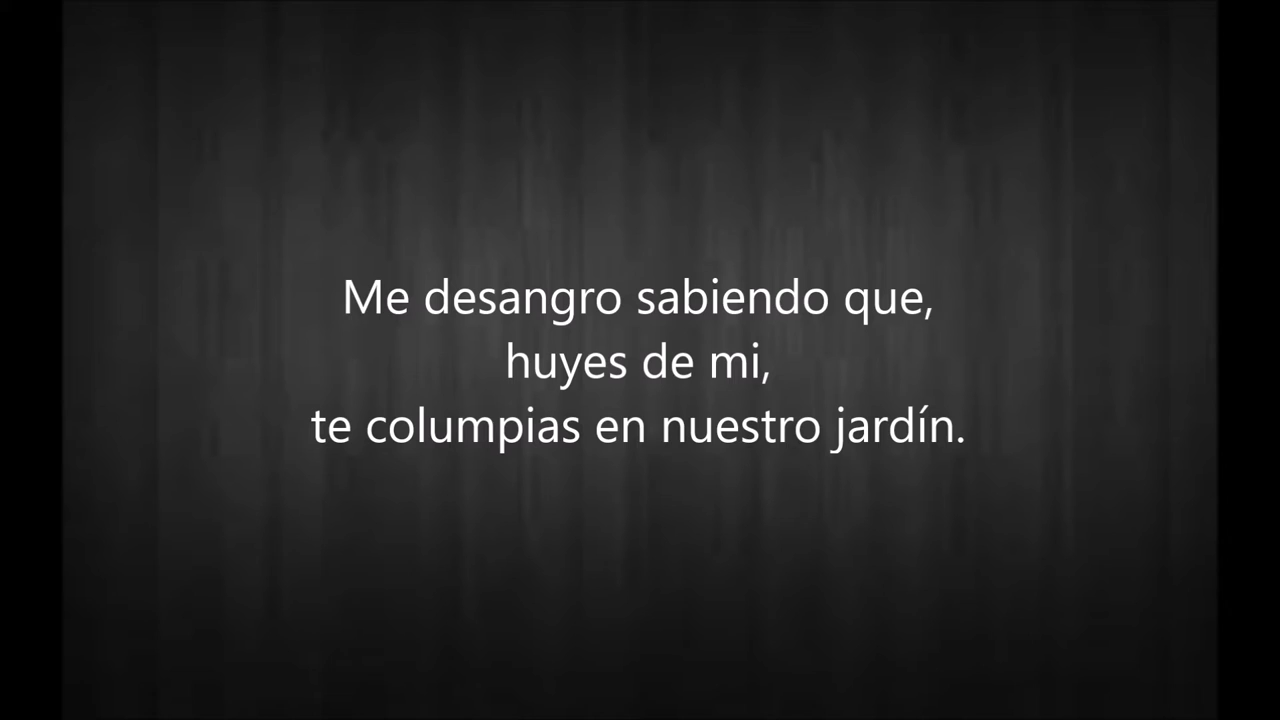 Me desangro sabiendo que,
huyes de mi,
te columpias en nuestro jardín.